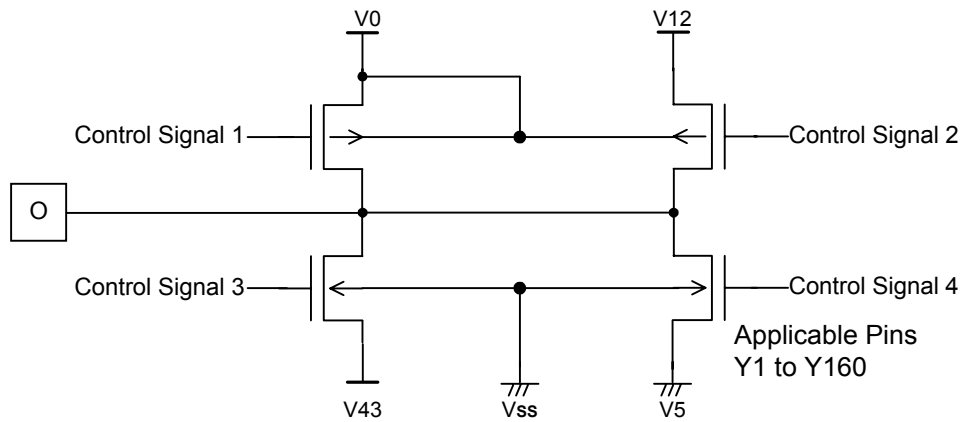 V0
V12
Control Signal 1
Control Signal 2
O
Control Signal 3
Control Signal 4
Applicable Pins
Y1 to Y160
V43
Vss
V5